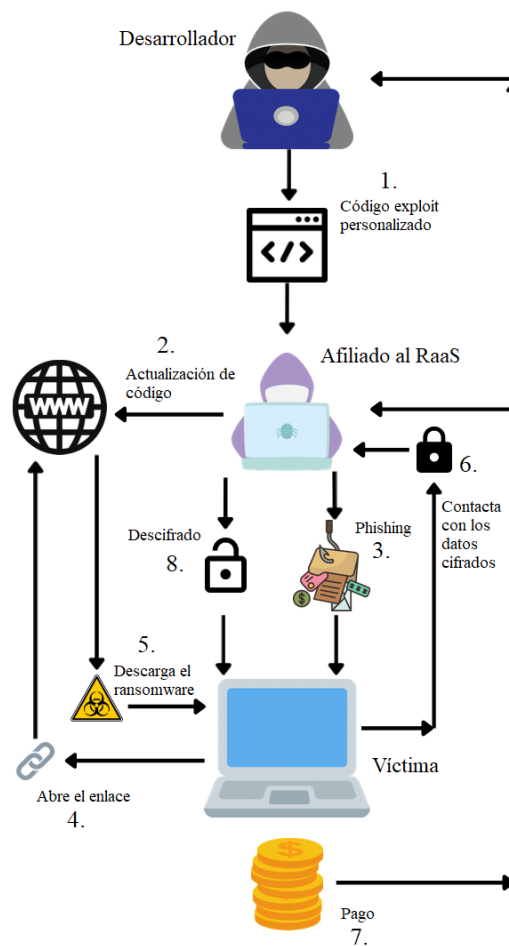 Desarrollador
1.
Código exploit
personalizado
</>
2.
Actualización de
código
Afiliado al RaaS
WWW
6.
Contacta
con los
datos
cifrados
Descifrado
8.
Phishing
3.
$
5.
Descarga el
ransomware
Víctima
Abre el enlace
4.
$
Pago
7.